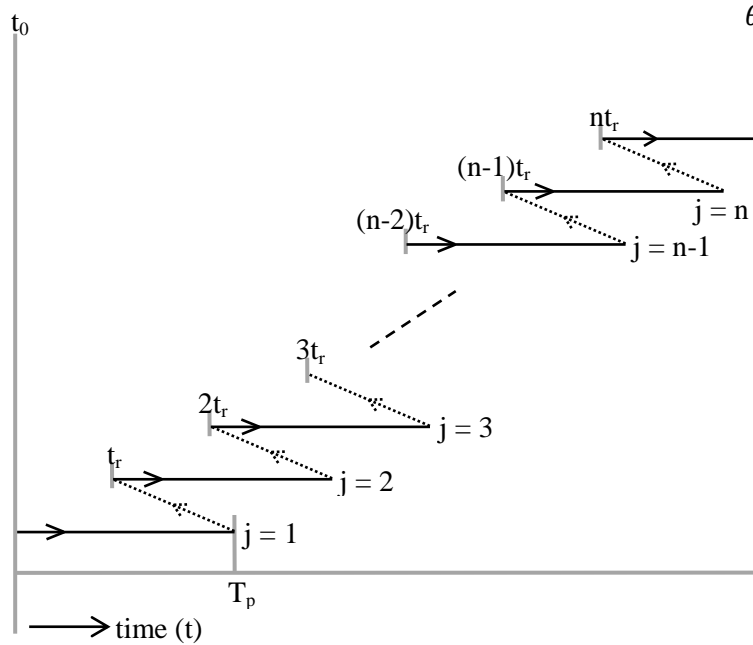 t₀
θ
ntᵣ
(n-1)tᵣ
j = n
(n-2)tᵣ
j = n-1
3tᵣ
2tᵣ
j = 3
tᵣ
j = 2
j = 1
Tₚ
time (t)